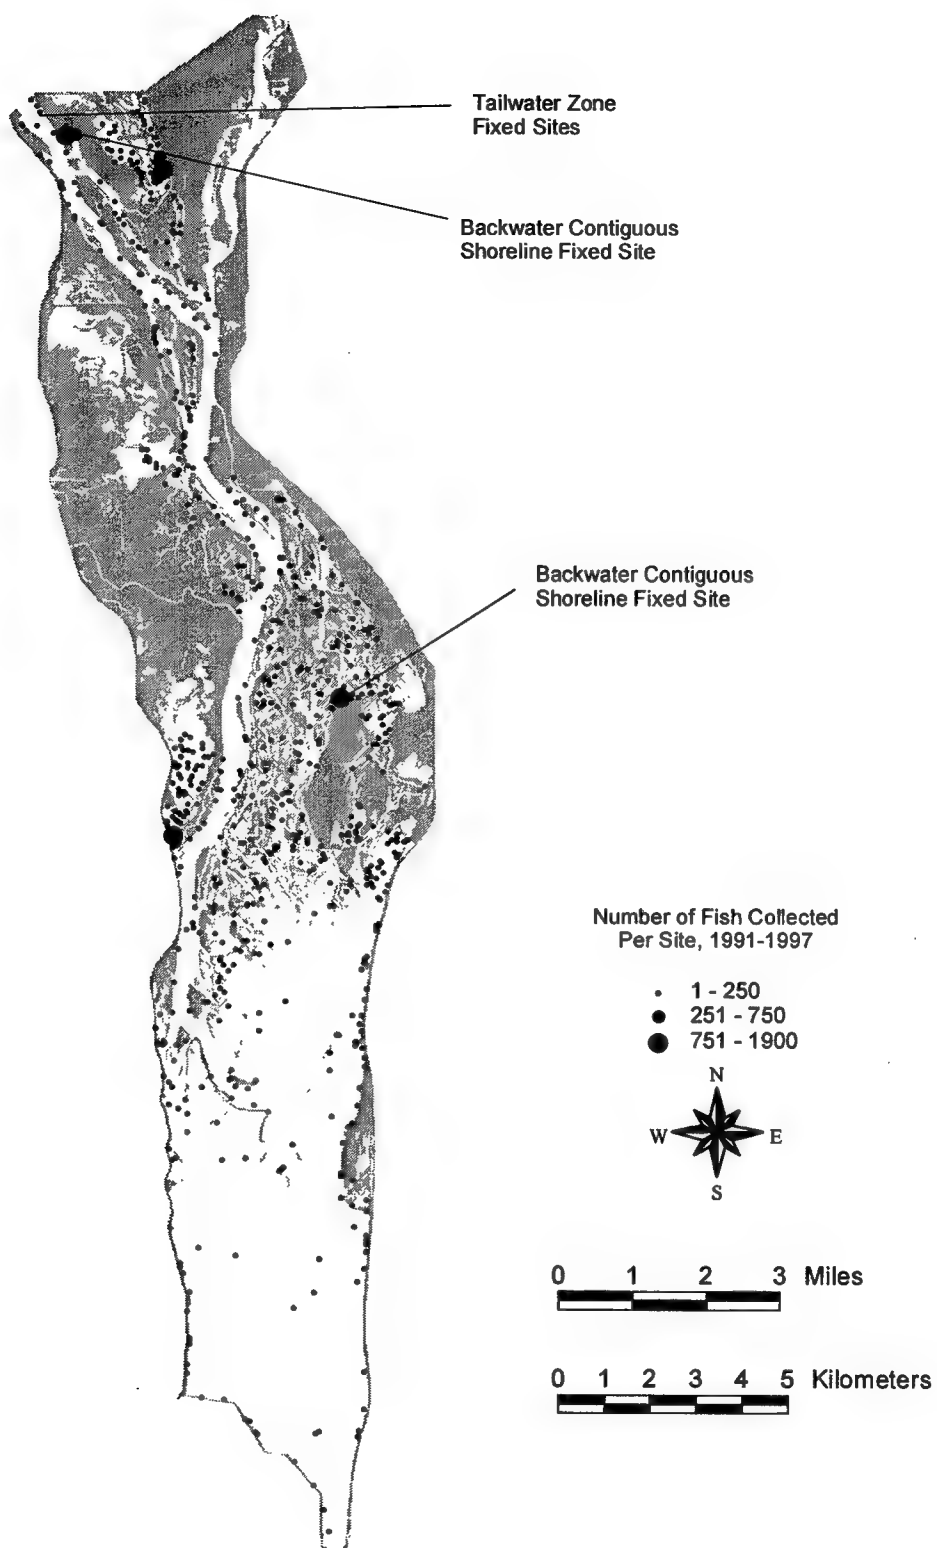 Tailwater Zone
Fixed Sites
Backwater Contiguous
Shoreline Fixed Site
Backwater Contiguous
Shoreline Fixed Site
Number of Fish Collected
Per Site, 1991-1997
1 - 250
251 - 750
751 - 1900
N
W E
S
0 1 2 3 Miles
0 1 2 3 4 5 Kilometers